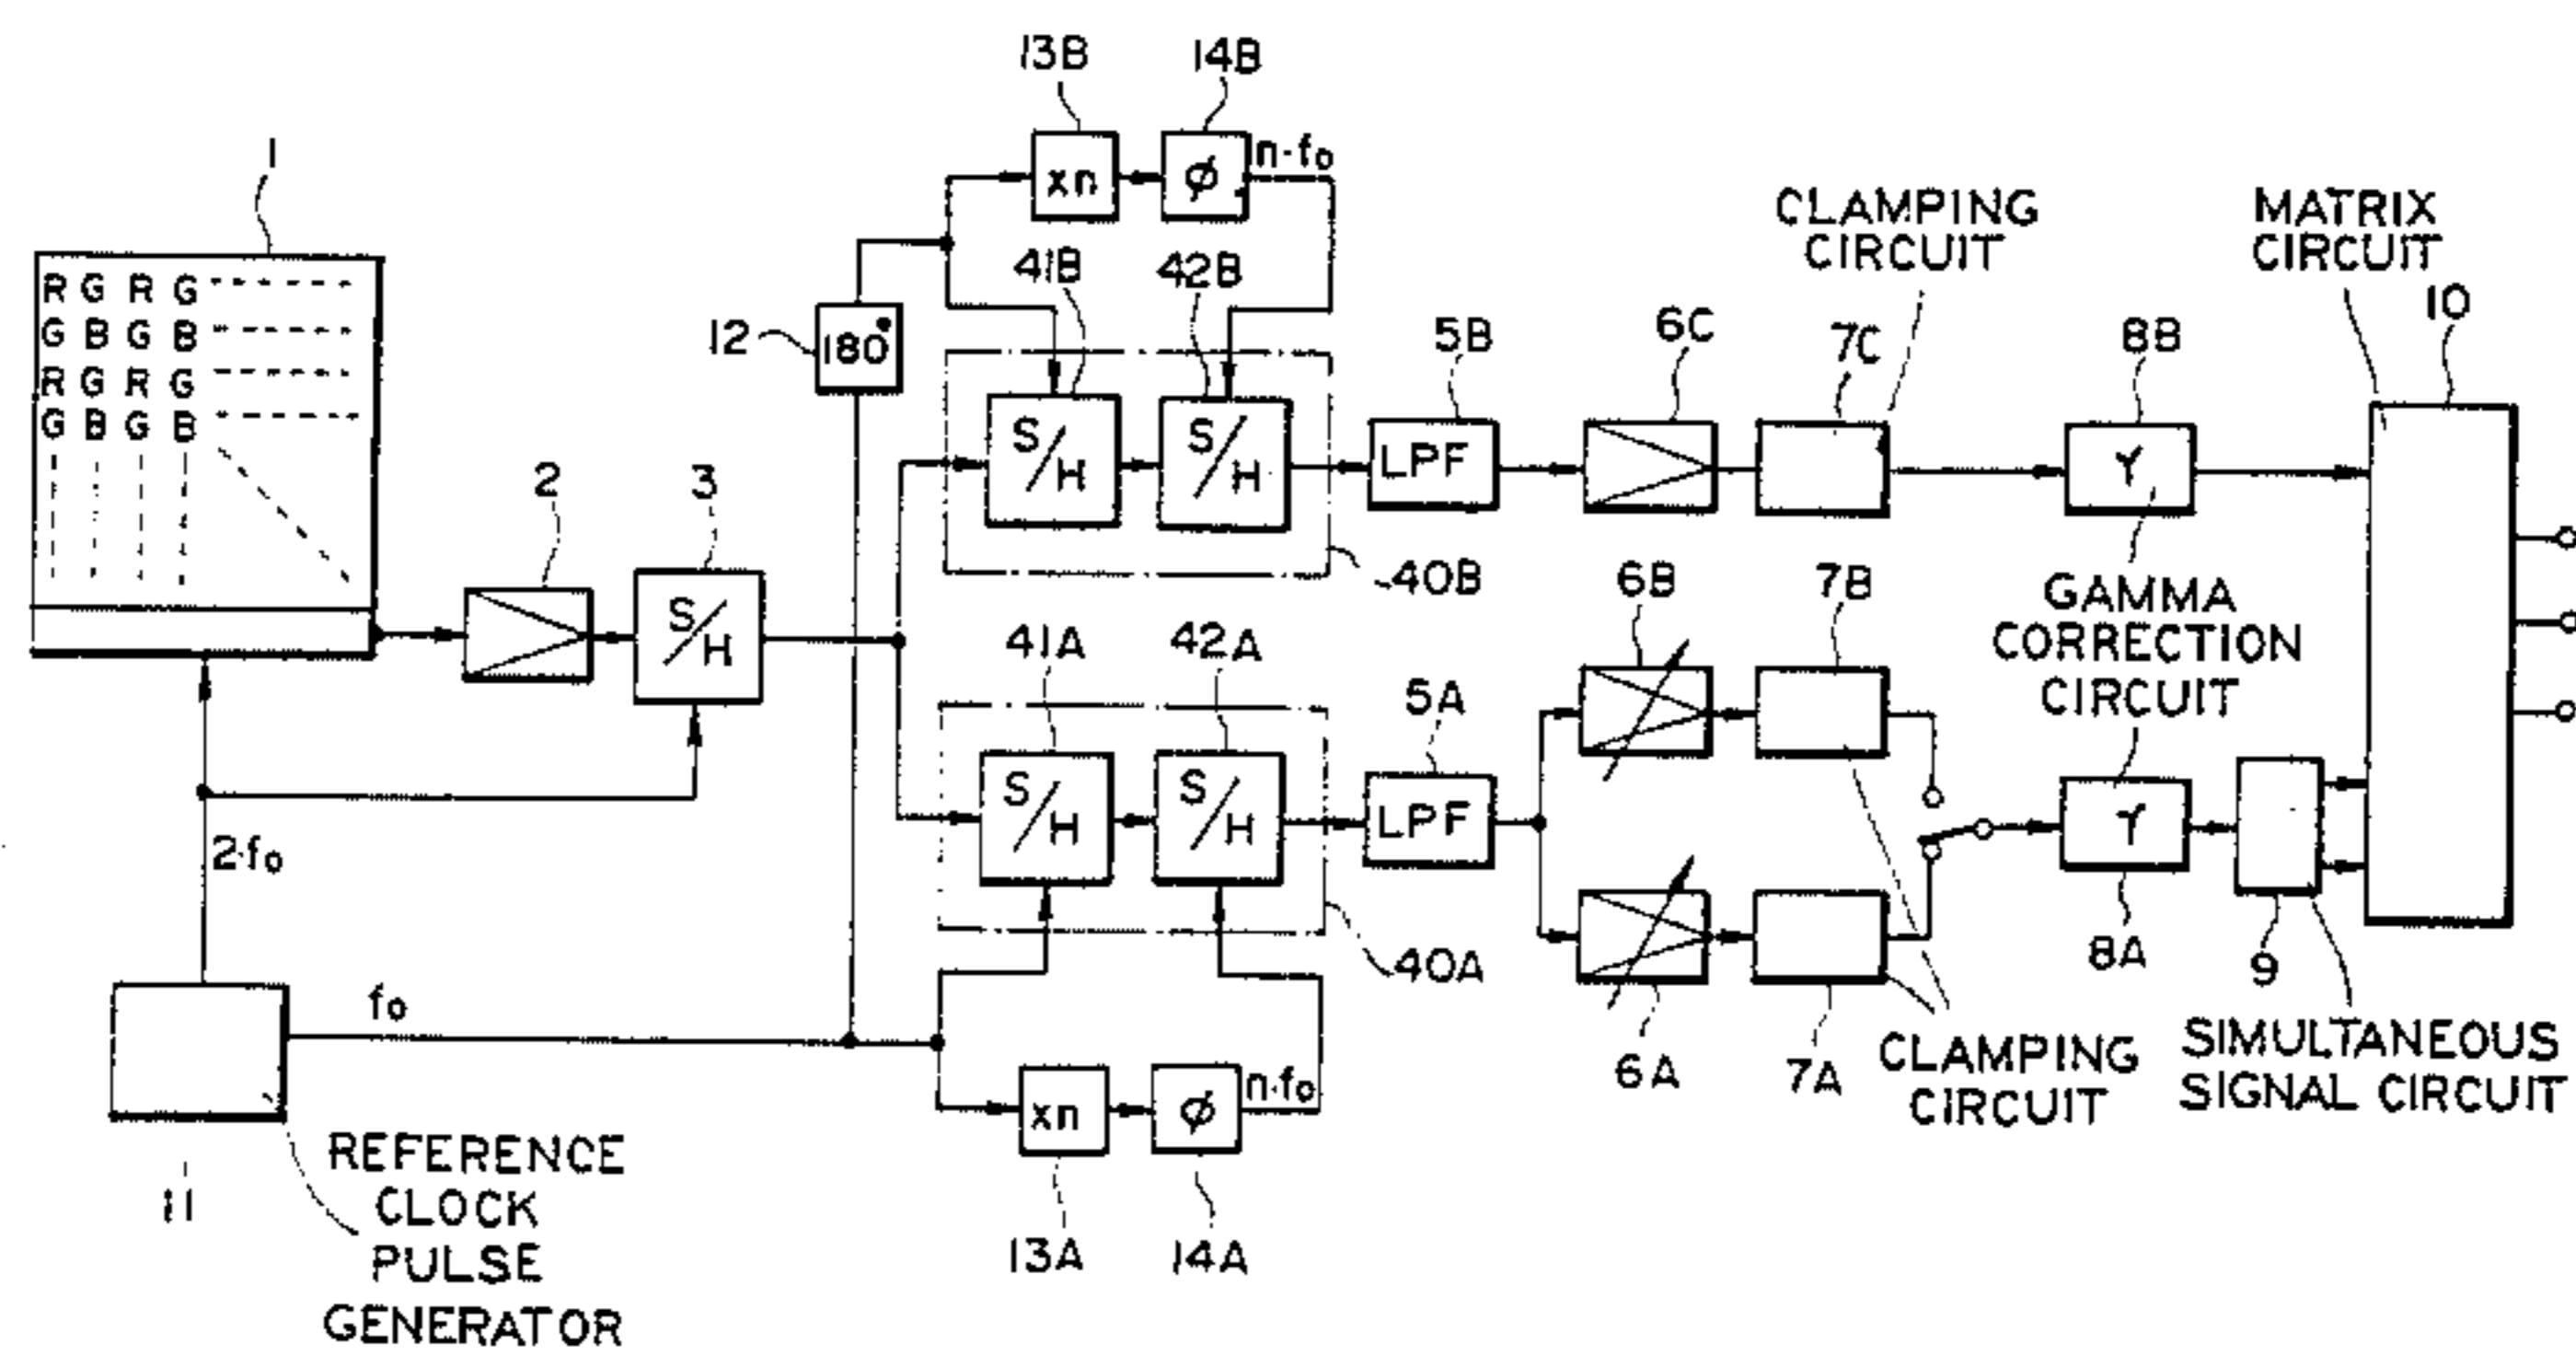 13B
14B
1
xn
φ
n·fo
CLAMPING
CIRCUIT
MATRIX
CIRCUIT
R G R G
G B G B
R G R G
G B G B
41B
42B
12
180°
5B
6C
7C
8B
10
S/H
S/H
LPF
γ
2
3
S/H
40B
6B
7B
GAMMA
CORRECTION
CIRCUIT
41A
42A
5A
S/H
S/H
LPF
γ
2·fo
40A
8A
9
fo
xn
φ
n·fo
6A
7A
CLAMPING
CIRCUIT
SIMULTANEOUS
SIGNAL CIRCUIT
11
REFERENCE
CLOCK
PULSE
GENERATOR
13A
14A